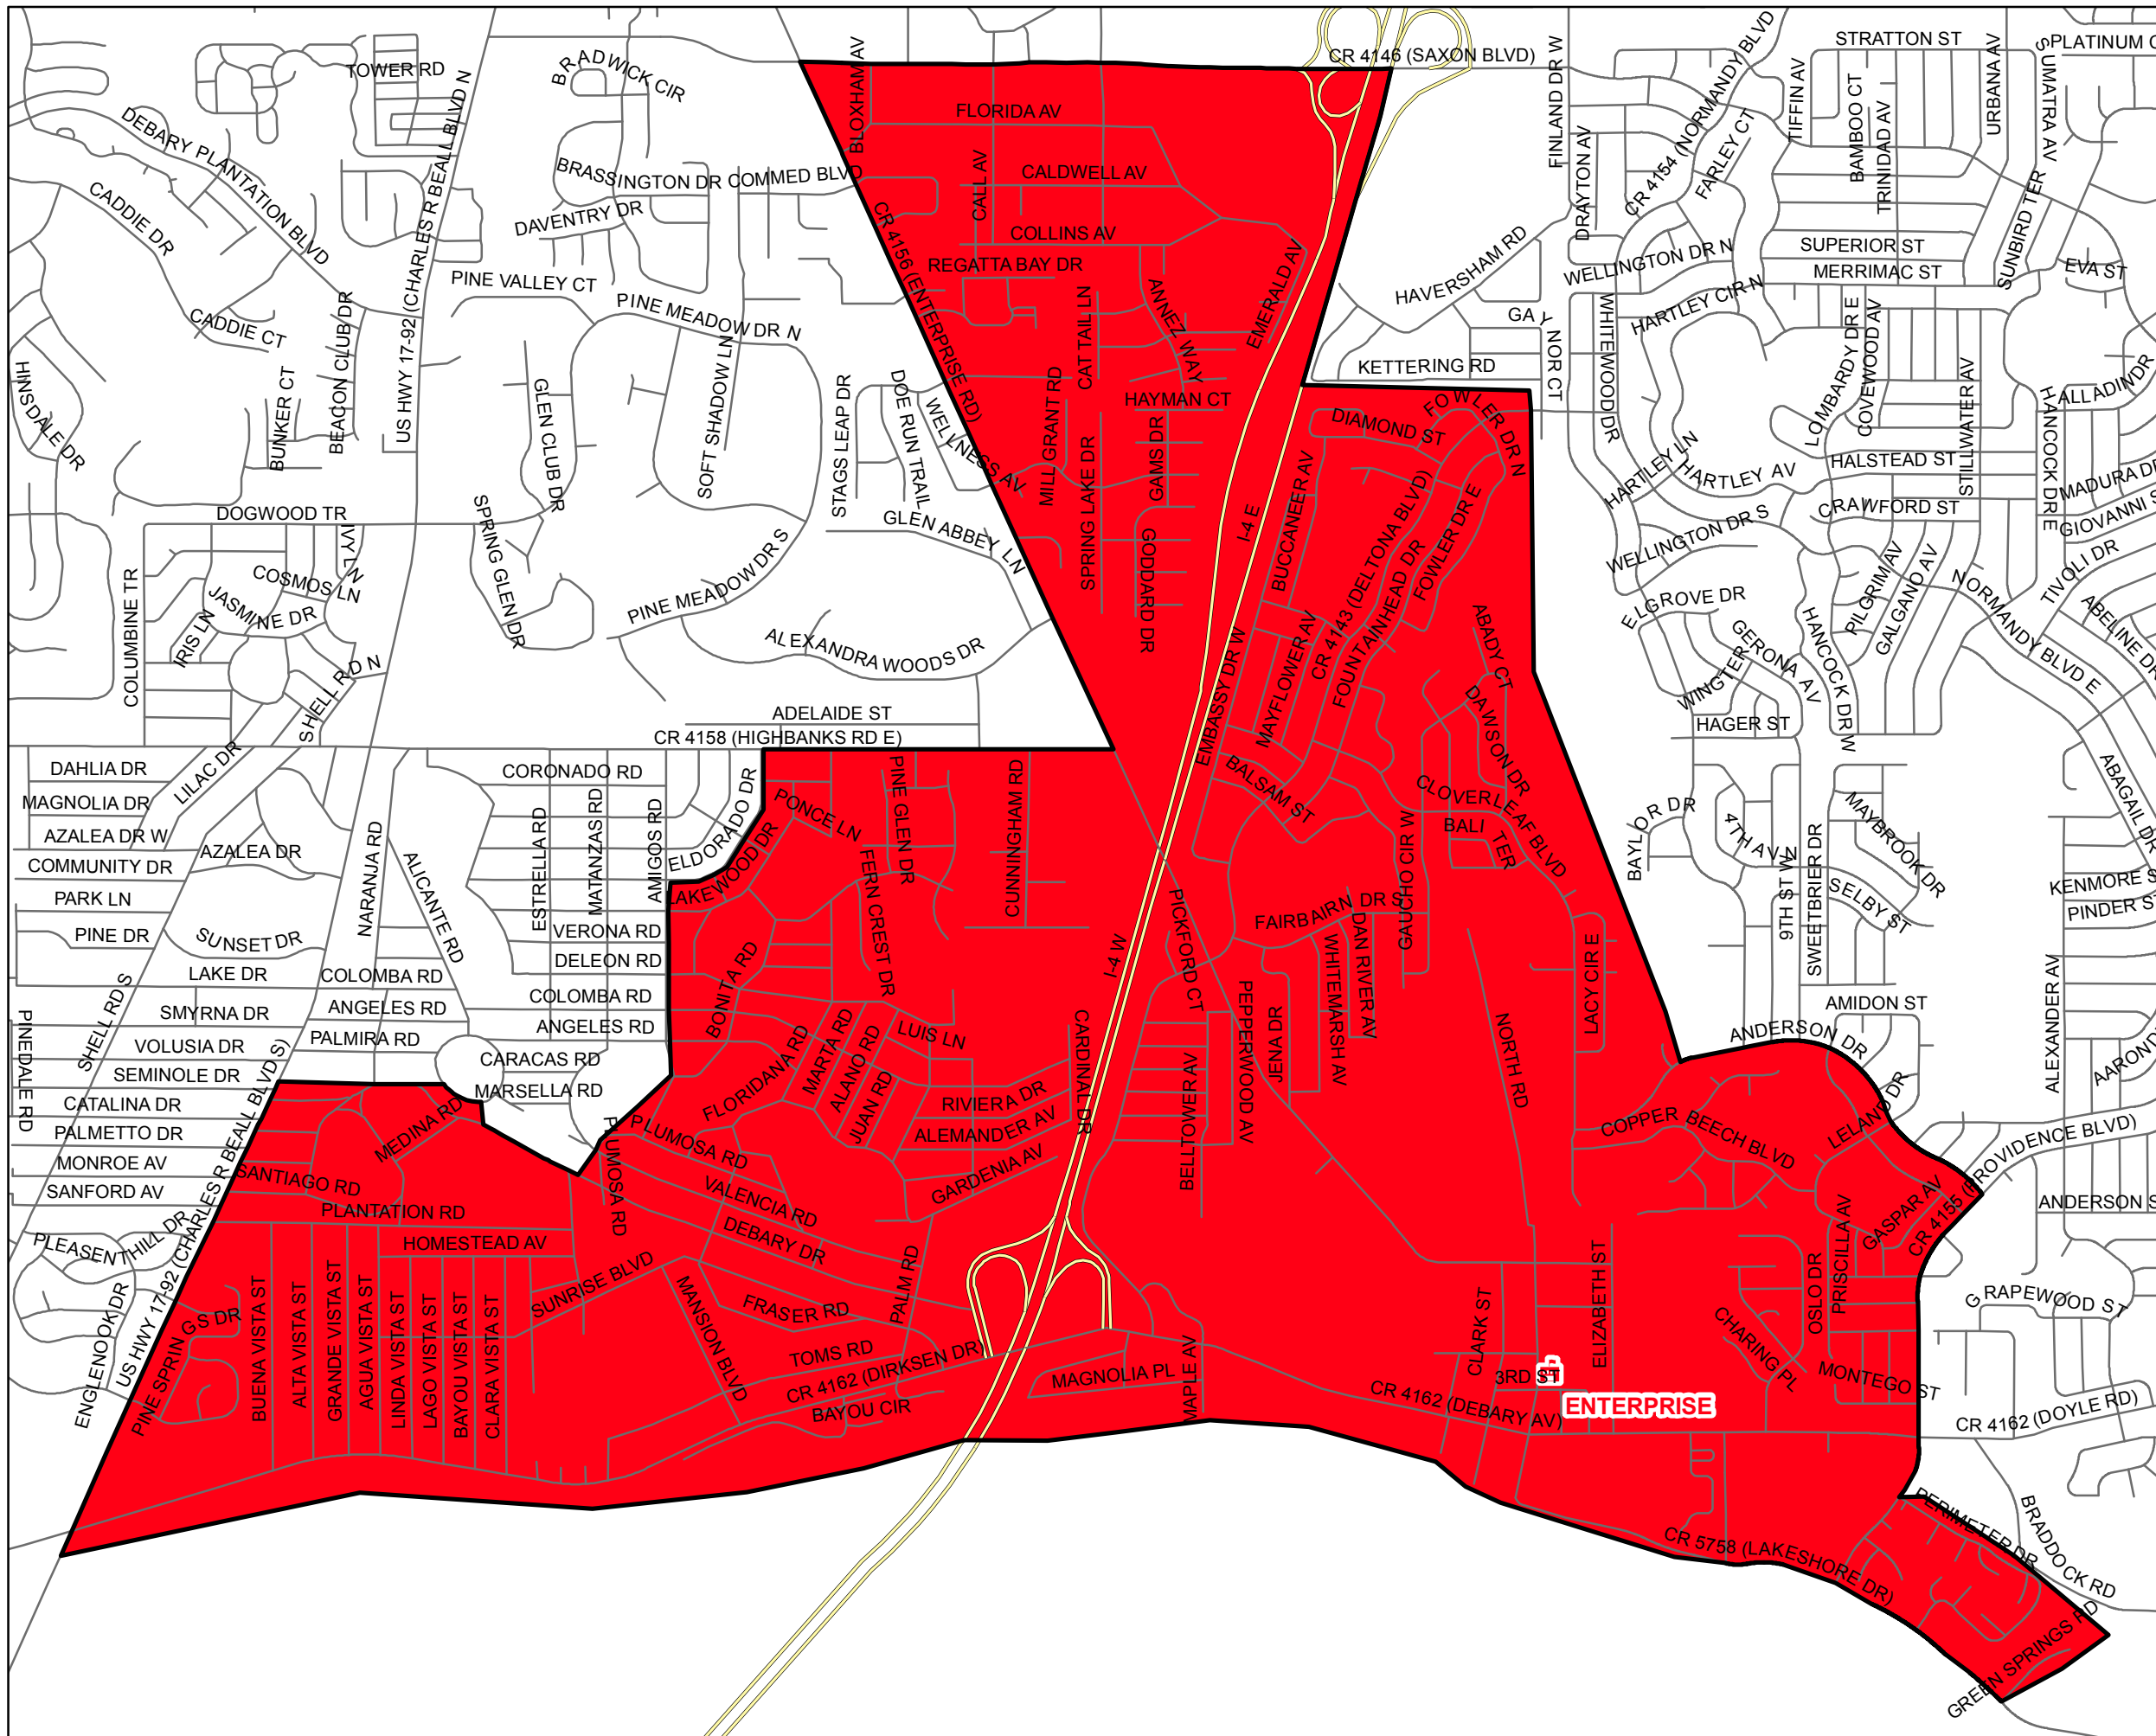 CR 4146 (SAXON BLVD)
STRATTON ST
PLATINUM C
TOWER RD
BRADWICK CIR
BLOXHAM AV
FINLAND DR W
CR 4154 (NORMANDY BLVD)
TIFFIN AV
BAMBOO CT
TRINIDAD AV
URBANA AV
SUMATRA AV
DEBARY PLANTATION BLVD
US HWY 17-92 (CHARLES R BEALL BLVD N
FLORIDA AV
DRAYTON AV
FARLEY CT
BRASSINGTON DR
COMMED BLVD
CALL AV
CALDWELL AV
CADDIE DR
DAVENTRY DR
CR 4156 (ENTERPRISE RD)
COLLINS AV
HAVERSHAM RD
WELLINGTON DR N
SUPERIOR ST
SUNBIRD TER
REGATTA BAY DR
EMERALD AV
MERRIMAC ST
EVA ST
PINE VALLEY CT
PINE MEADOW DR N
CAT TAIL LN
ANNEZ WAY
GAYNOR CT
WHITEWOOD DR
HARTLEY CIR N
CADDIE CT
BEACON CLUB DR
SOFT SHADOW LN
KETTERING RD
LOMBARDY DR E
COVEWOOD AV
STILLWATER AV
HANCOCK DR E
ALLADIN DR
HINSDALE DR
BUNKER CT
GLEN CLUB DR
STAGS LEAP DR
DOE RUN TRAIL
WELLNESS AV
MILL GRANT RD
HAYMAN CT
GAMS DR
SPRING LAKE DR
DIAMOND ST
FOWLER DR N
HARTLEY LN
HARTLEY AV
HALSTEAD ST
MADURA DR
CRAWFORD ST
GIOVANNI S
DOGWOOD TR
IVY LN
SPRING GLEN DR
GLEN ABBEY LN
GODDARD DR
I-4 E
BUCCANEER AV
CR 4143 (DELTONA BLVD)
FOUNTAINHEAD DR
FOWLER DR E
WELLINGTON DR S
PILGRIM AV
GALGANO AV
NORMANDY BLVD E
TIVOLI DR
ABELINE DR
COLUMBINE TR
COSMOS LN
JASMINE DR
IRIS LN
PINE MEADOW DR S
ALEXANDRA WOODS DR
ELGROVE DR
GERONA AV
WINGTER
HANCOCK DR W
HAGER ST
SHELL RD N
EMBASSY DR W
MAYFLOWER AV
ABADY CT
DAWSON DR
ADELAIDE ST
CR 4158 (HIGHBANKS RD E)
LILAC DR
DAHLIA DR
MAGNOLIA DR
AZALEA DR W
COMMUNITY DR
PARK LN
PINE DR
AZALEA DR
SUNSET DR
LAKE DR
SMYRNA DR
VOLUSIA DR
SEMINOLE DR
CATALINA DR
PALMETTO DR
MONROE AV
SANFORD AV
PINEDALE RD
SHELL RD S
NARANJA RD
ALICANTE RD
CORONADO RD
ESTRELLA RD
MATANZAS RD
AMIGOS RD
ELDORADO DR
LAKEWOOD DR
VERONA RD
DELEON RD
COLOMBA RD
COLOMBA RD
ANGELES RD
ANGELES RD
PALMIRA RD
CARACAS RD
MARSELLA RD
PONCE LN
PINE GLEN DR
FERN CREST DR
CUNNINGHAM RD
BALSAM ST
CLOVERLEAF BLVD
BALI TER
GAUCHO CIR W
BAYLOR DR
4TH AV N
MAYBROOK DR
SELBY ST
9TH ST W
SWEETBRIER DR
ABAGAIL DR
KENMORE S
PINDER ST
BONITA RD
I-4 W
PICKFORD CT
FAIRBAIRN DR S
DAN RIVER AV
WHITEMARSH AV
LACY CIR E
AMIDON ST
ANDERSON DR
ALEXANDER AV
AAROND
FLORIDANA RD
MARTA RD
ALANO RD
JUAN RD
LUIS LN
CARDINAL DR
PEPPERWOOD AV
JENA DR
NORTH RD
RIVIERA DR
ALEMANDER AV
GARDENIA AV
BELLTOWER AV
COPPER BEECH BLVD
LELAND DR
CR 4155 (PROVIDENCE BLVD)
GASPAR AV
ANDERSON S
US HWY 17-92 (CHARLES R BEALL BLVD S)
MEDINA RD
SANTIAGO RD
PLANTATION RD
PLUMOSA RD
PLUMOSA RD
VALENCIA RD
DEBARY DR
HOMESTEAD AV
SUNRISE BLVD
PLEASENT HILL DR
ENGLENOOK DR
PINE SPRINGS DR
BUENA VISTA ST
ALTA VISTA ST
GRANDE VISTA ST
AGUA VISTA ST
LINDA VISTA ST
LAGO VISTA ST
BAYOU VISTA ST
CLARA VISTA ST
MANSION BLVD
FRASER RD
PALM RD
TOMS RD
CR 4162 (DIRKSEN DR)
BAYOU CIR
MAGNOLIA PL
MAPLE AV
CLARK ST
ELIZABETH ST
3RD ST
CR 4162 (DEBARY AV)
ENTERPRISE
OSLO DR
PRISCILLA AV
CHARING PL
MONTEGO ST
GRAPEWOOD ST
CR 4162 (DOYLE RD)
CR 5758 (LAKESHORE DR)
PERIMETER DR
BRADDOCK RD
GREEN SPRINGS RD